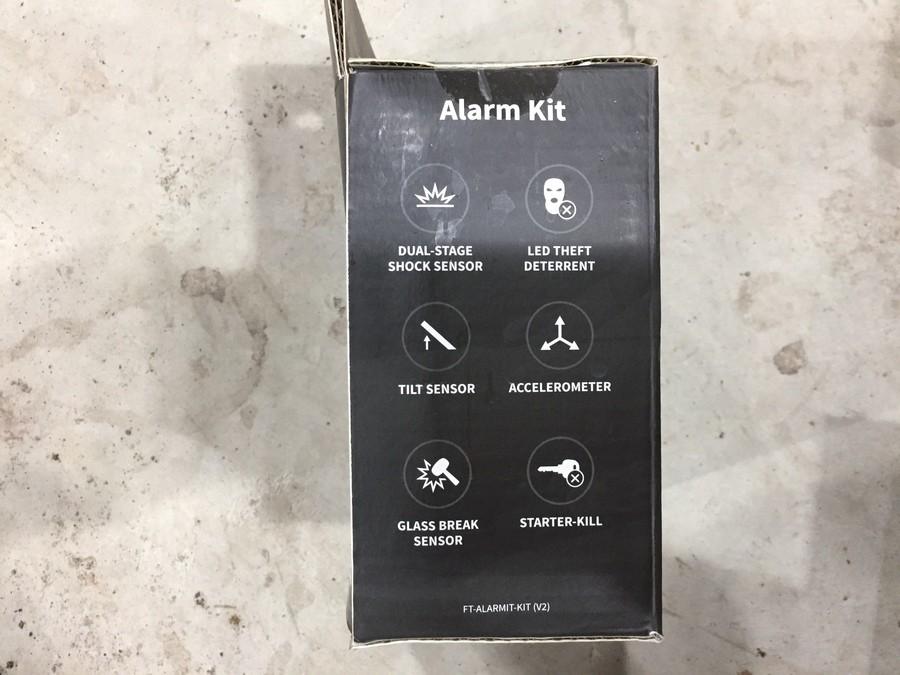 Alarm Kit
DUAL-STAGE
SHOCK SENSOR
LED THEFT
DETERRENT
TILT SENSOR
ACCELEROMETER
GLASS BREAK
SENSOR
STARTER-KILL
FT-ALARMIT-KIT (V2)